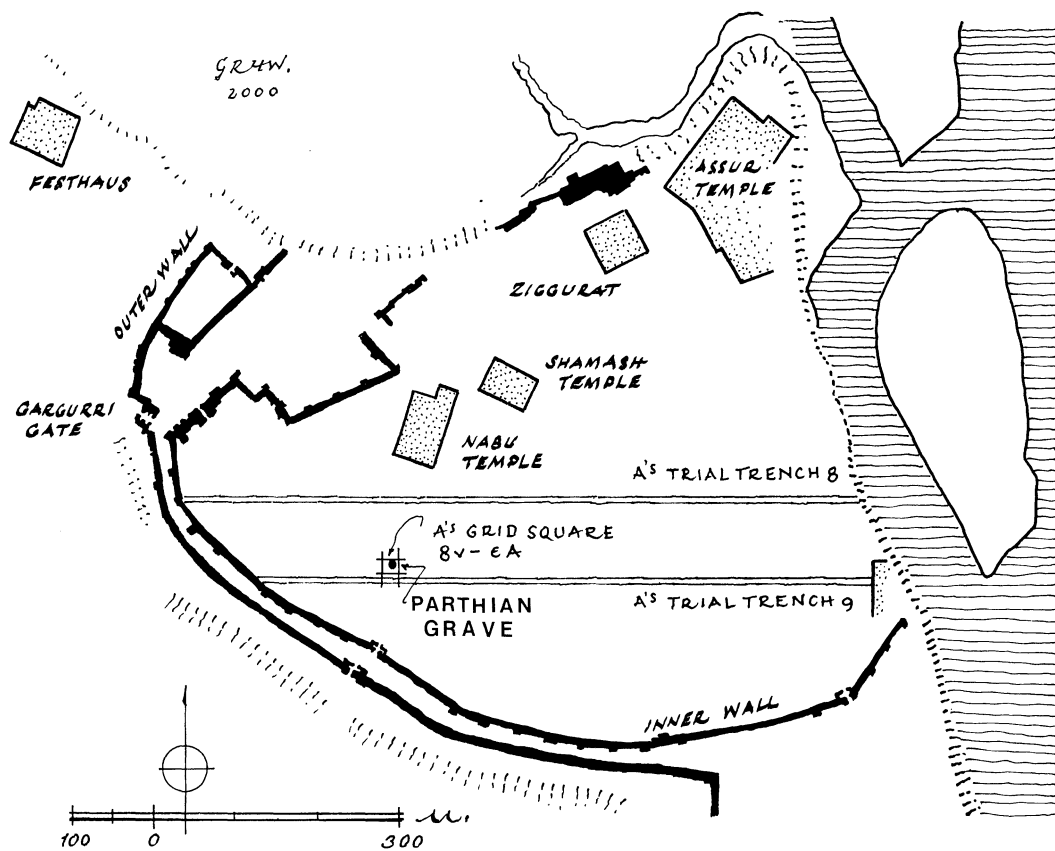 GRHW.
2000
FESTHAUS
ASSUR
TEMPLE
OUTER WALL
ZIGGURAT
SHAMASH
TEMPLE
GARGURRI
GATE
NABU
TEMPLE
A'S TRIAL TRENCH 8
A'S GRID SQUARE
8v - EA
PARTHIAN
GRAVE
A'S TRIAL TRENCH 9
INNER WALL
M.
100 0 300